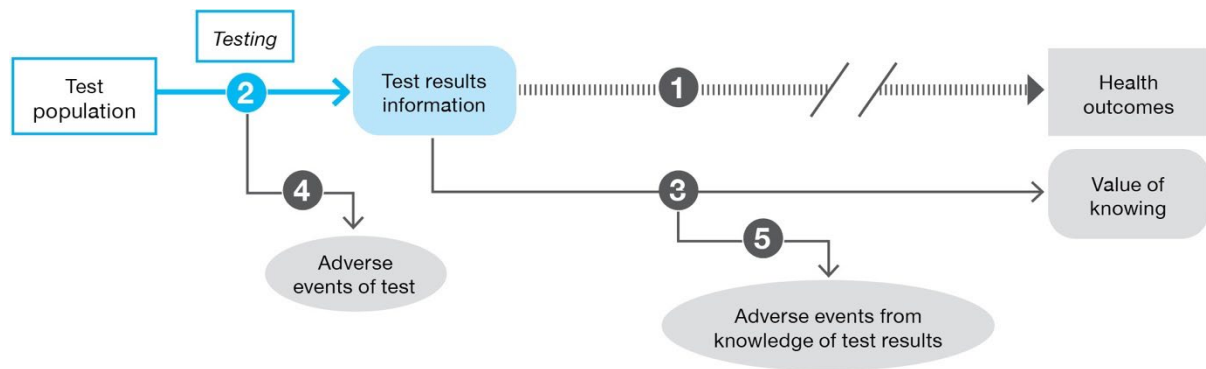 Testing
Test
population
2
Test results
information
1
Health
outcomes
4
3
Value of
knowing
5
Adverse
events of test
Adverse events from
knowledge of test results